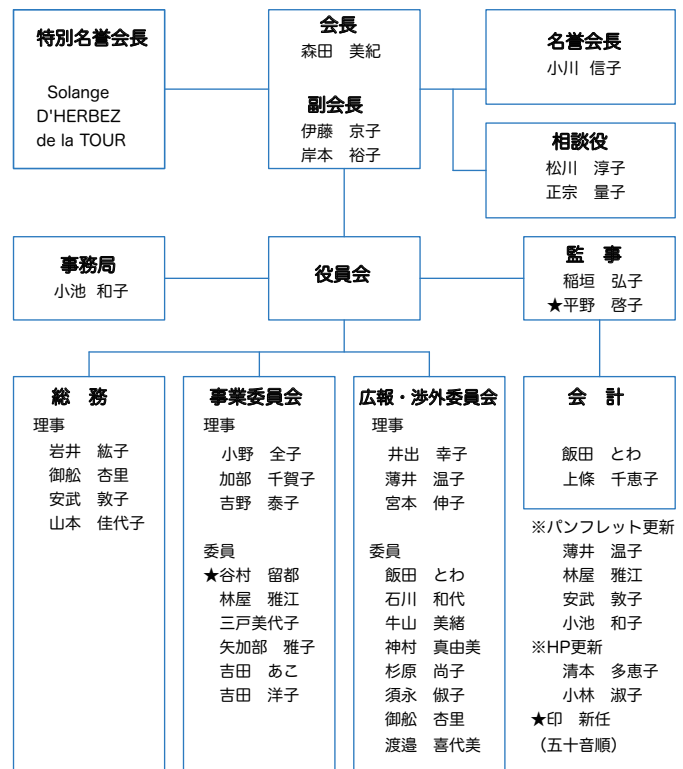 特別名誉会長
Solange
D'HERBEZ
de la TOUR
会長
森田　美紀
副会長
伊藤　京子
岸本　裕子
名誉会長
小川 信子
相談役
松川　淳子
正宗　量子
事務局
小池 和子
役員会
監　事
稲垣　弘子
★平野　啓子
総　務
理事
岩井　紘子
御舩　杏里
安武　敦子
山本　佳代子
事業委員会
理事
小野　全子
加部　千賀子
吉野　泰子
委員
★谷村　留都
林屋　雅江
三戸美代子
矢加部　雅子
吉田　あこ
吉田　洋子
広報・渉外委員会
理事
井出　幸子
薄井　温子
宮本　伸子
委員
飯田　とわ
石川　和代
牛山　美緒
神村　真由美
杉原　尚子
須永　俶子
御舩　杏里
渡邉　喜代美
会　計
飯田　とわ
上條　千恵子
※パンフレット更新
薄井　温子
林屋　雅江
安武　敦子
小池　和子
※HP更新
清本　多恵子
小林　淑子
★印　新任
（五十音順）